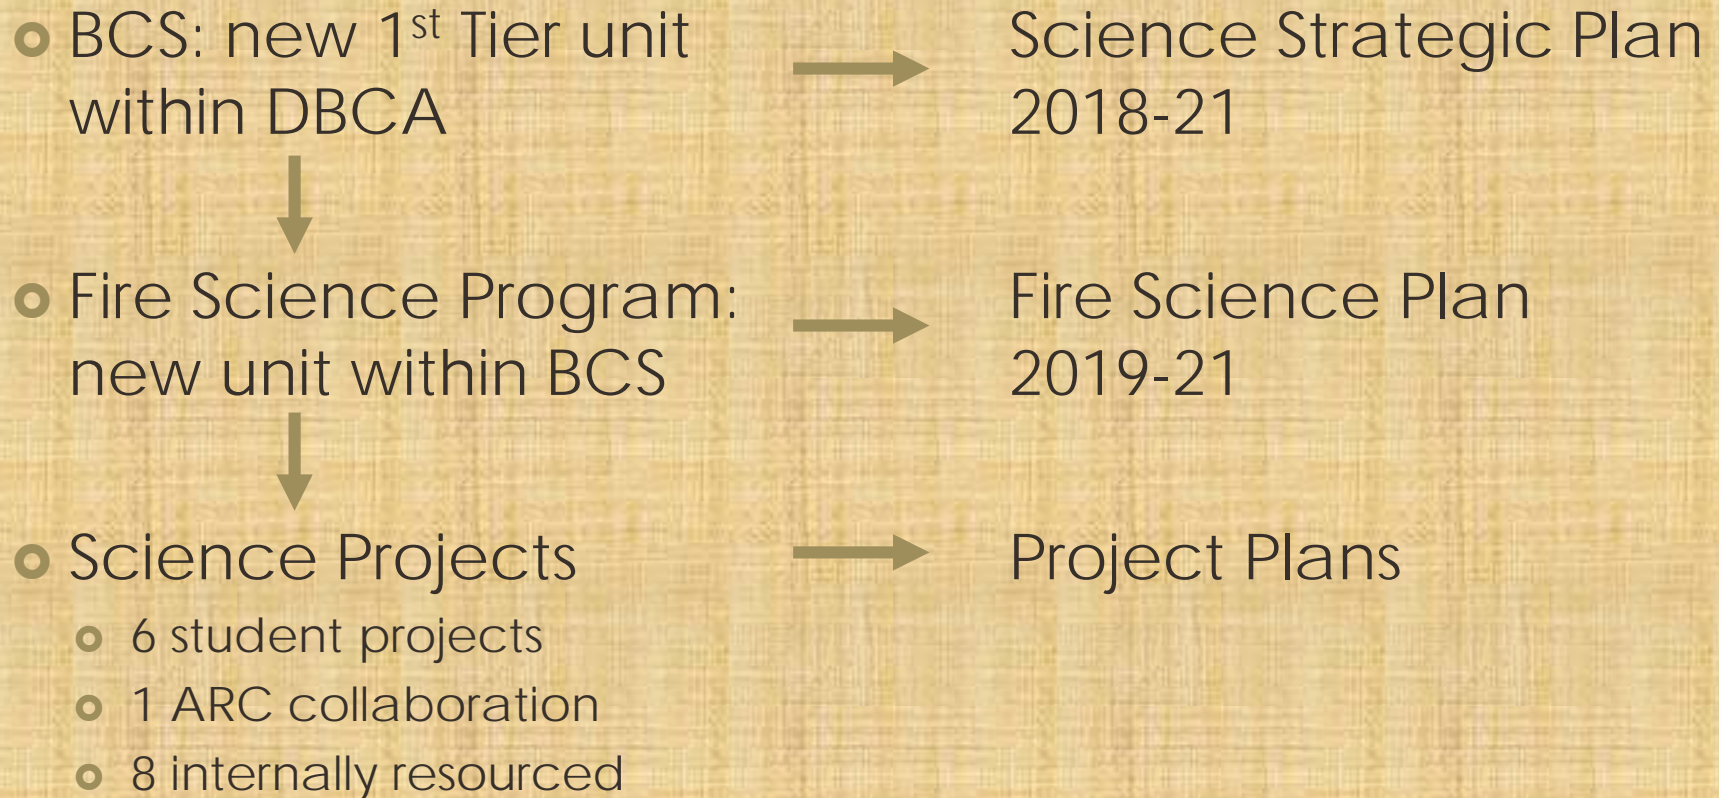 BCS: new 1st Tier unit
within DBCA
Science Strategic Plan
2018-21
Fire Science Program:
new unit within BCS
Fire Science Plan
2019-21
Science Projects
Project Plans
6 student projects
1 ARC collaboration
8 internally resourced